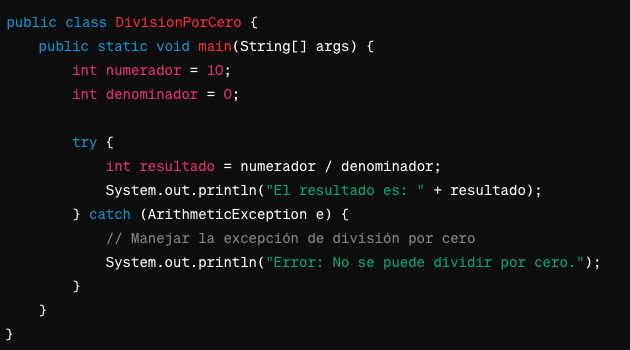 public class DivisionPorCero {
    public static void main(String[] args) {
        int numerador = 10;
        int denominador = 0;

        try {
            int resultado = numerador / denominador;
            System.out.println("El resultado es: " + resultado);
        } catch (ArithmeticException e) {
            // Manejar la excepción de división por cero
            System.out.println("Error: No se puede dividir por cero.");
        }
    }
}